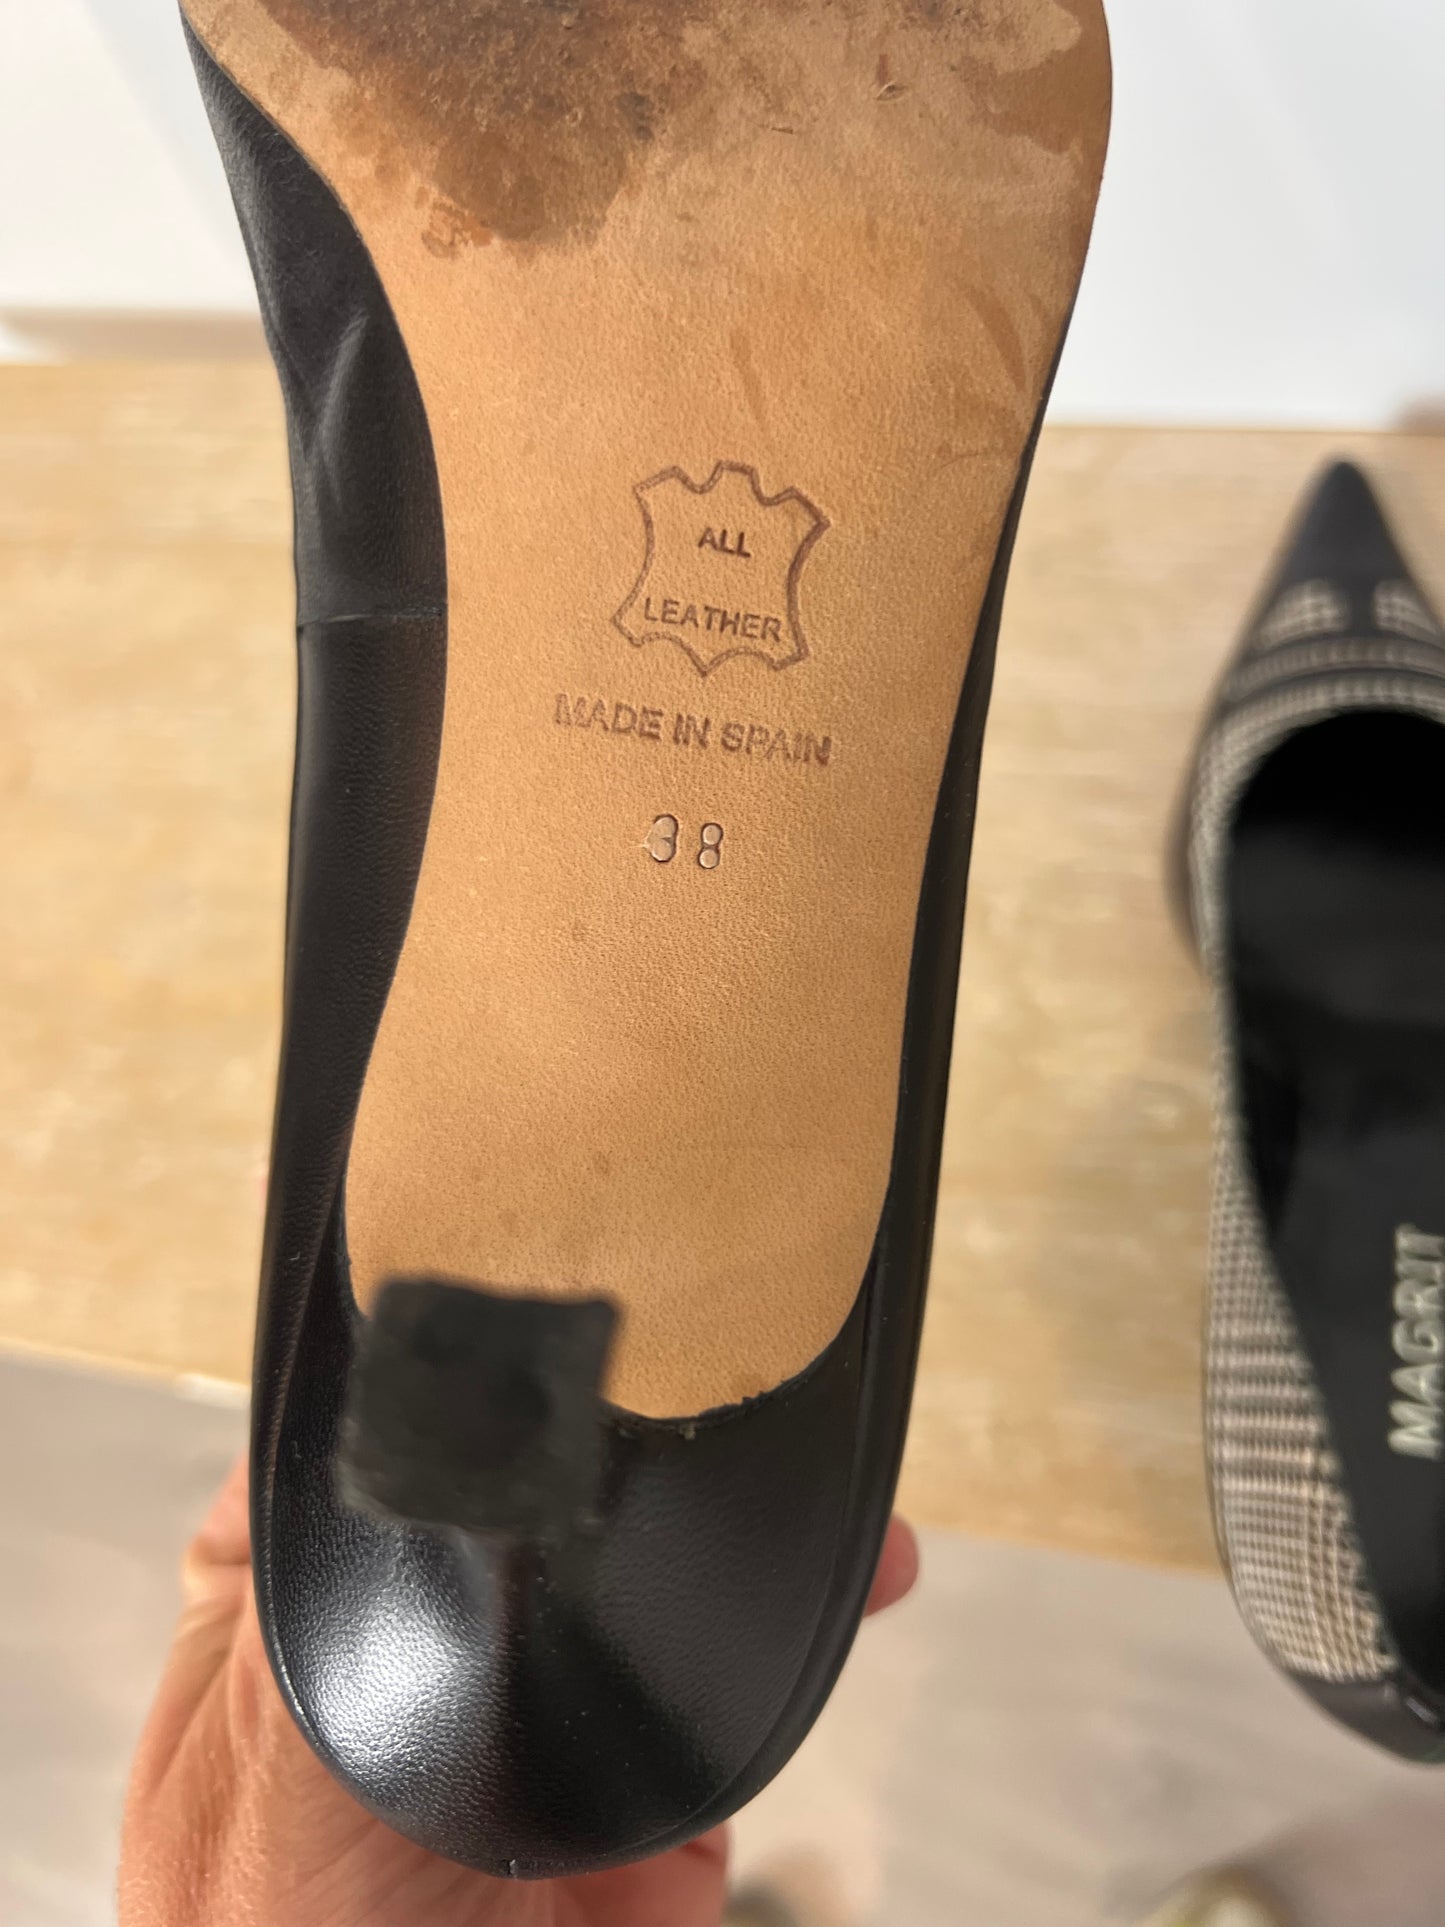 ALL
LEATHER
MADE IN SPAIN
38
MAGRIT